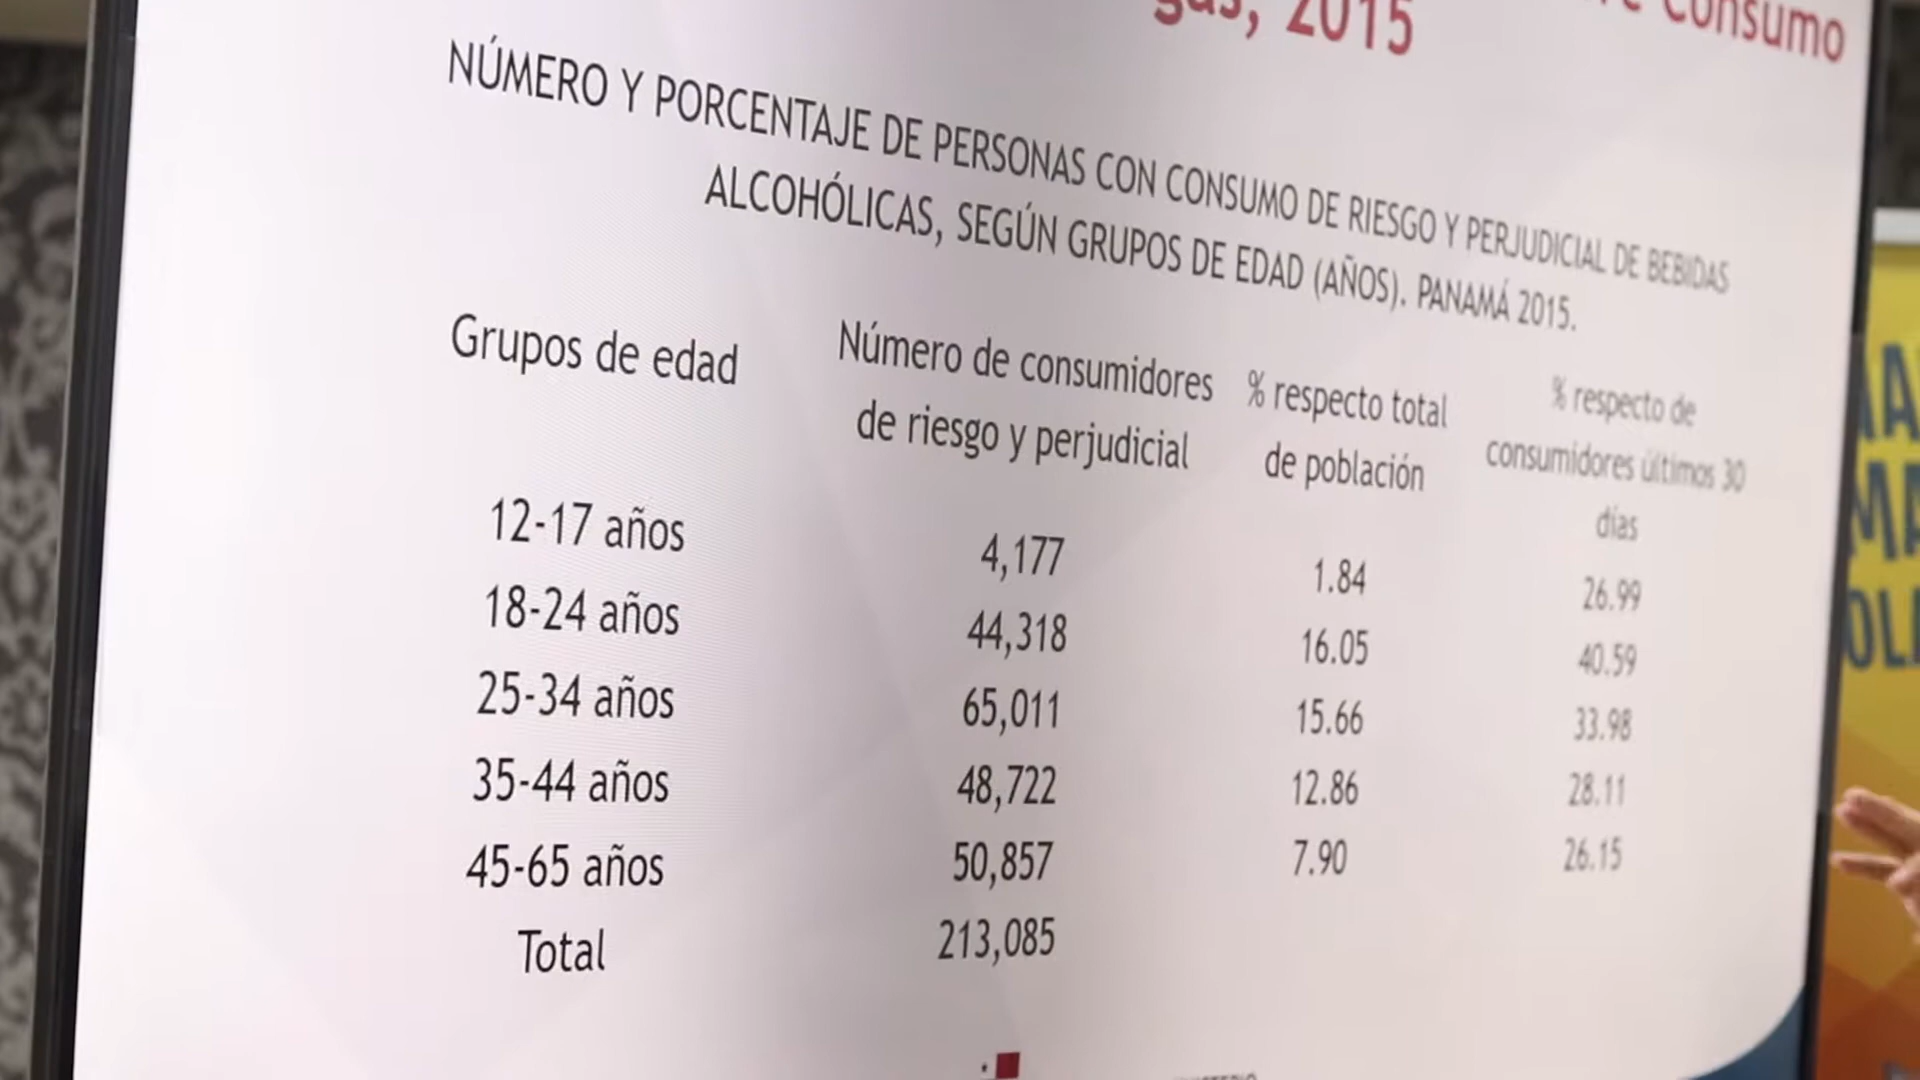 Consumo
2015
NÚMERO Y PORCENTAJE DE PERSONAS CON CONSUMO DE RIESGO Y PERJUDICIAL DE BEBIDAS
ALCOHÓLICAS, SEGÚN GRUPOS DE EDAD (AÑOS). PANAMÁ 2015.
Grupos de edad Número de consumidores de riesgo y perjudicial % respecto total de población % respecto de consumidores últimos 30 días
12-17 años 4,177 1.84 26.99
18-24 años 44,318 16.05 40.59
25-34 años 65,011 15.66 33.98
35-44 años 48,722 12.86 28.11
45-65 años 50,857 7.90 26.15
Total 213,085